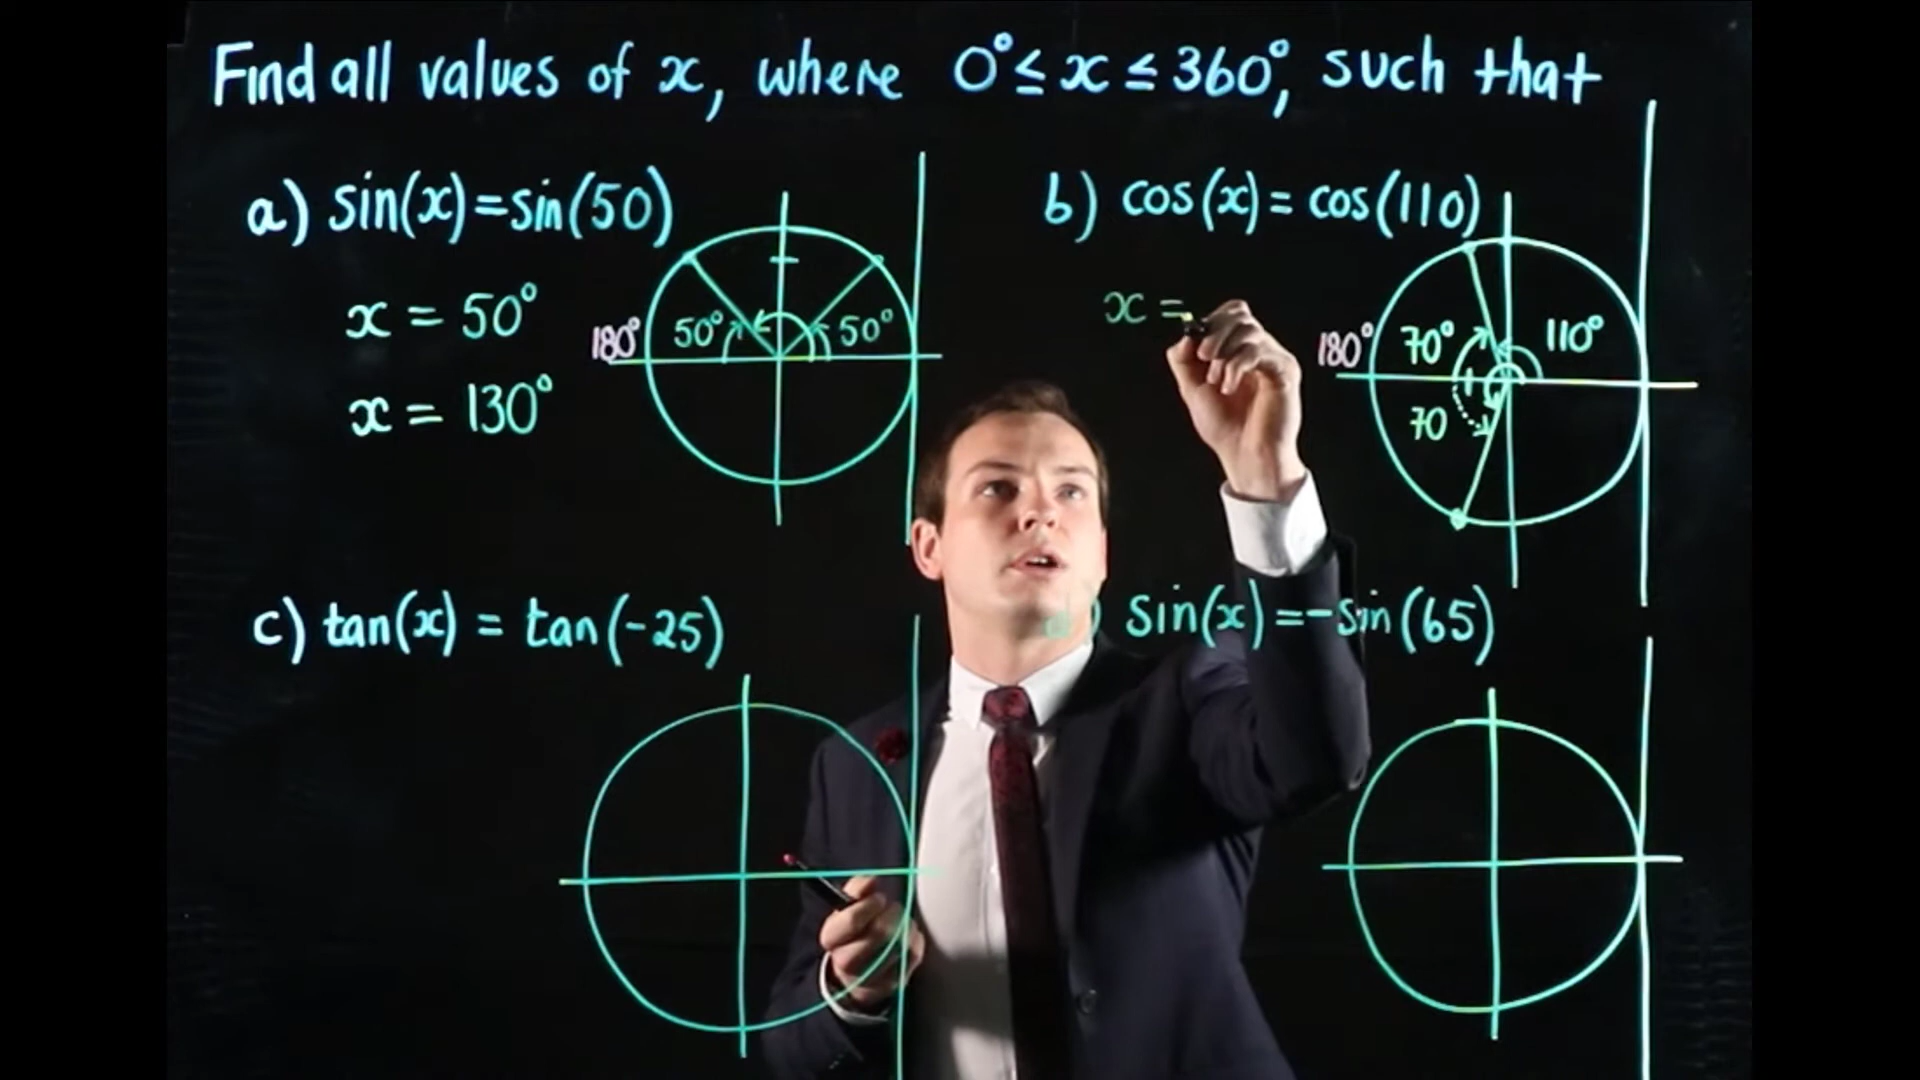 Find all values of x, where 0° ≤ x ≤ 360°, such that
a) sin(x)=sin(50)
x = 50°
x = 130°
180° 50° 50°
b) cos(x) = cos(110)
x =
180° 70° 110°
70
c) tan(x) = tan(-25)
) sin(x)=-sin(65)